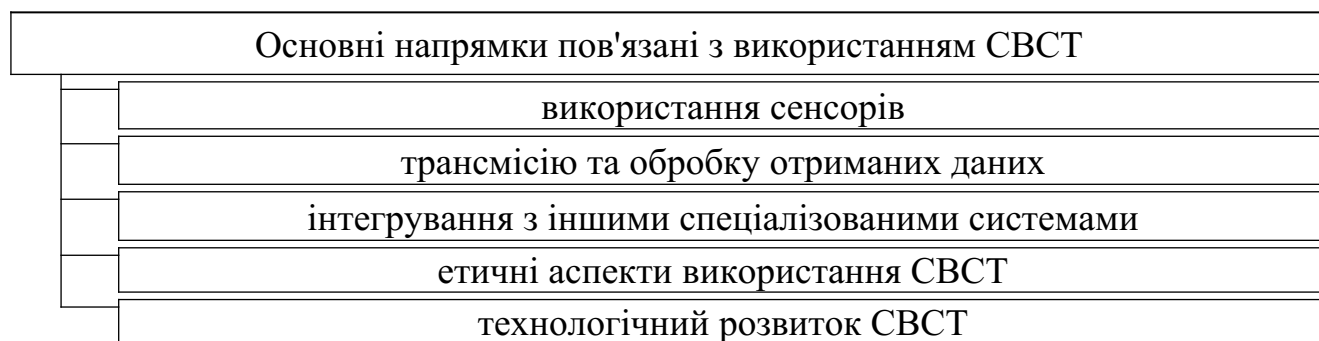 Основні напрямки пов'язані з використанням СВСТ
використання сенсорів
трансмісію та обробку отриманих даних
інтегрування з іншими спеціалізованими системами
етичні аспекти використання СВСТ
технологічний розвиток СВСТ